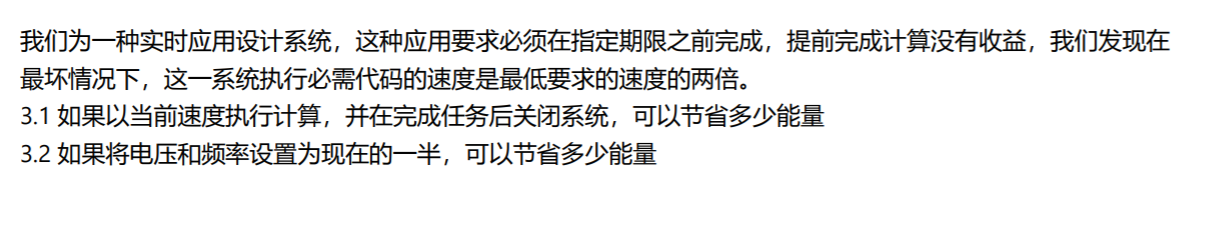 我们为一种实时应用设计系统，这种应用要求必须在指定期限之前完成，提前完成计算没有收益，我们发现在
最坏情况下，这一系统执行必需代码的速度是最低要求的速度的两倍。
3.1 如果以当前速度执行计算，并在完成任务后关闭系统，可以节省多少能量
3.2 如果将电压和频率设置为现在的一半，可以节省多少能量